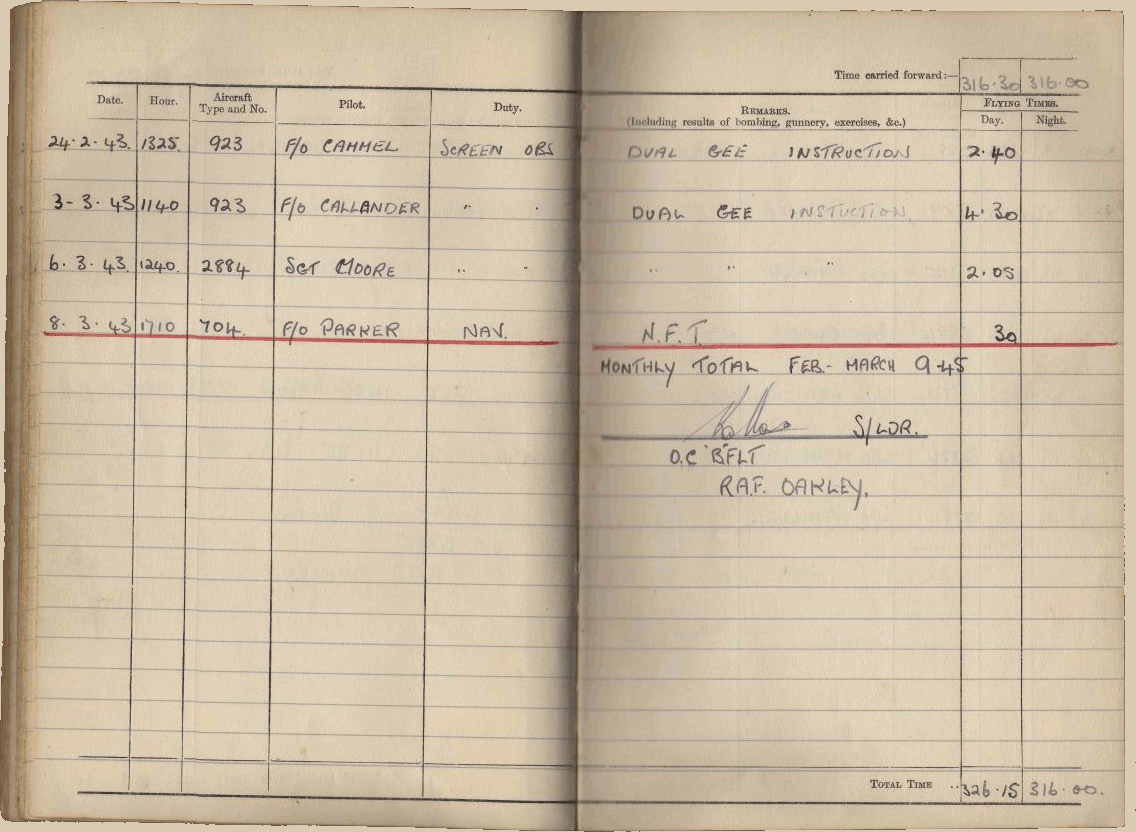 Time carried forward:— 316·30 316·00
Date. Hour. Aircraft Type and No. Pilot. Duty. REMARKS. (Including results of bombing, gunnery, exercises, &c.) FLYING TIMES. Day. Night.
24·2·43. 1325. 923 F/O CAMMEL SCREEN OBS DUAL GEE INSTRUCTION 2·40
3-3·43 1140 923 F/O CALLANDER " " DUAL GEE INSTUCTION. 4·30
6·3·43. 1240. 2884 SGT MOORE " " " " " 2·05
8·3·43 1710 704. F/O PARKER NAV. N.F.T. 30
MONTHLY TOTAL FEB- MARCH 9-45
S/LDR.
O.C "B" FLT
R.A.F. OAKLEY.
TOTAL TIME ·· 326·15 316·00.